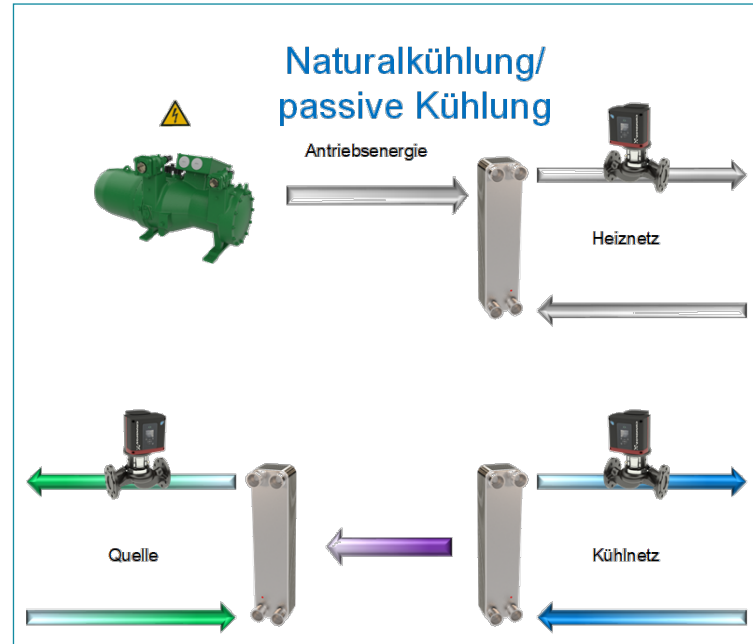 Naturalkühlung/
passive Kühlung
Antriebsenergie
Heiznetz
Quelle
Kühlnetz